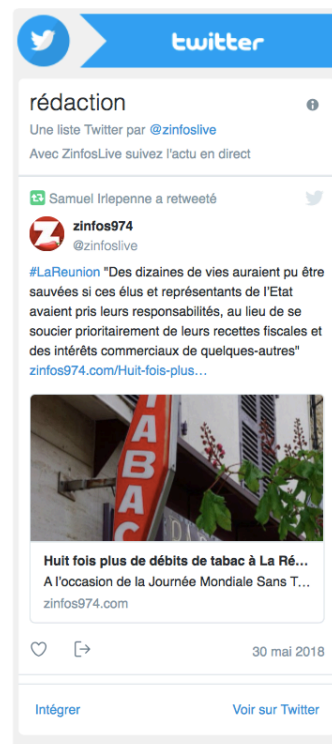 twitter
rédaction
Une liste Twitter par @zinfoslive
Avec ZinfosLive suivez l'actu en direct
Samuel Irlepenne a retweeté
zinfos974
@zinfoslive
#LaReunion "Des dizaines de vies auraient pu être
sauvées si ces élus et représentants de l'Etat
avaient pris leurs responsabilités, au lieu de se
soucier prioritairement de leurs recettes fiscales et
des intérêts commerciaux de quelques-autres"
zinfos974.com/Huit-fois-plus…
TABAC
Huit fois plus de débits de tabac à La Ré...
A l'occasion de la Journée Mondiale Sans T...
zinfos974.com
30 mai 2018
Intégrer
Voir sur Twitter